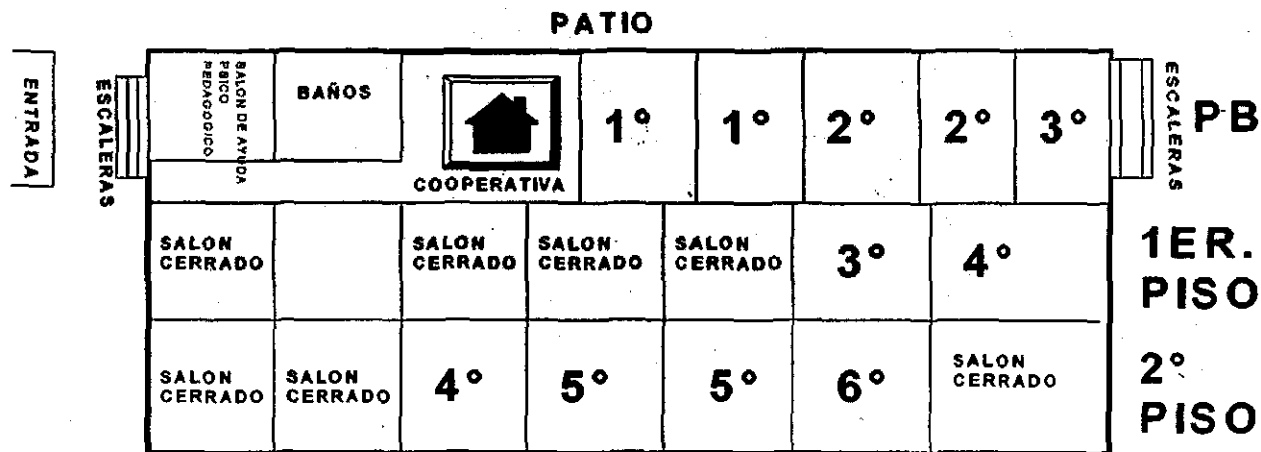 PATIO
ENTRADA
ESCALERAS
SALON DE AYUDA
PSICO
PEDAGOGICO
BAÑOS
COOPERATIVA
1° 1° 2° 2° 3°
ESCALERAS
PB
SALON
CERRADO
SALON
CERRADO
SALON
CERRADO
SALON
CERRADO
3° 4°
1ER.
PISO
SALON
CERRADO
SALON
CERRADO
4° 5° 5° 6°
SALON
CERRADO
2°
PISO